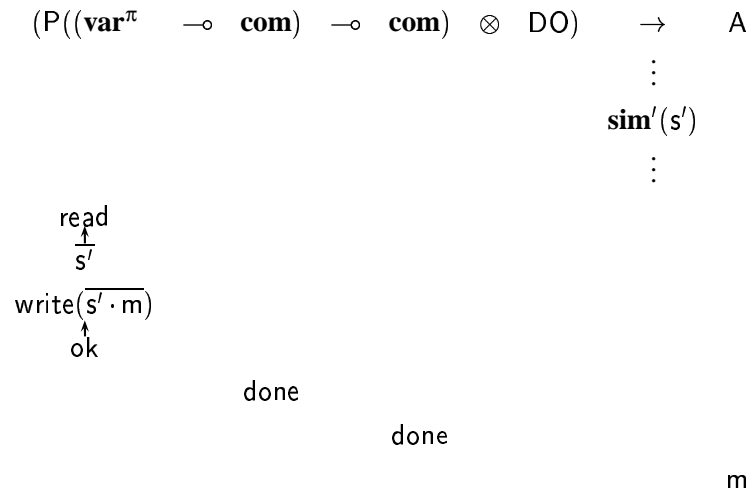 (P((var^π ⊸ com) ⊸ com) ⊗ DO) → A
⋮
sim′(s′)
⋮
read
s̅′̅
write(s̅′̅ ̅·̅ ̅m̅)
ok
done
done
m